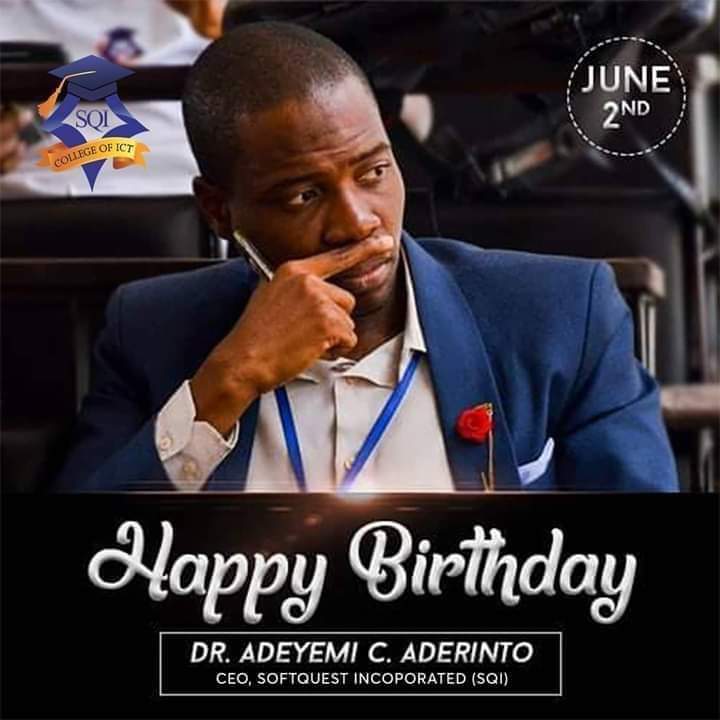 SQI
COLLEGE OF ICT
JUNE
2ND
Happy Birthday
DR. ADEYEMI C. ADERINTO
CEO, SOFTQUEST INCOPORATED (SQI)